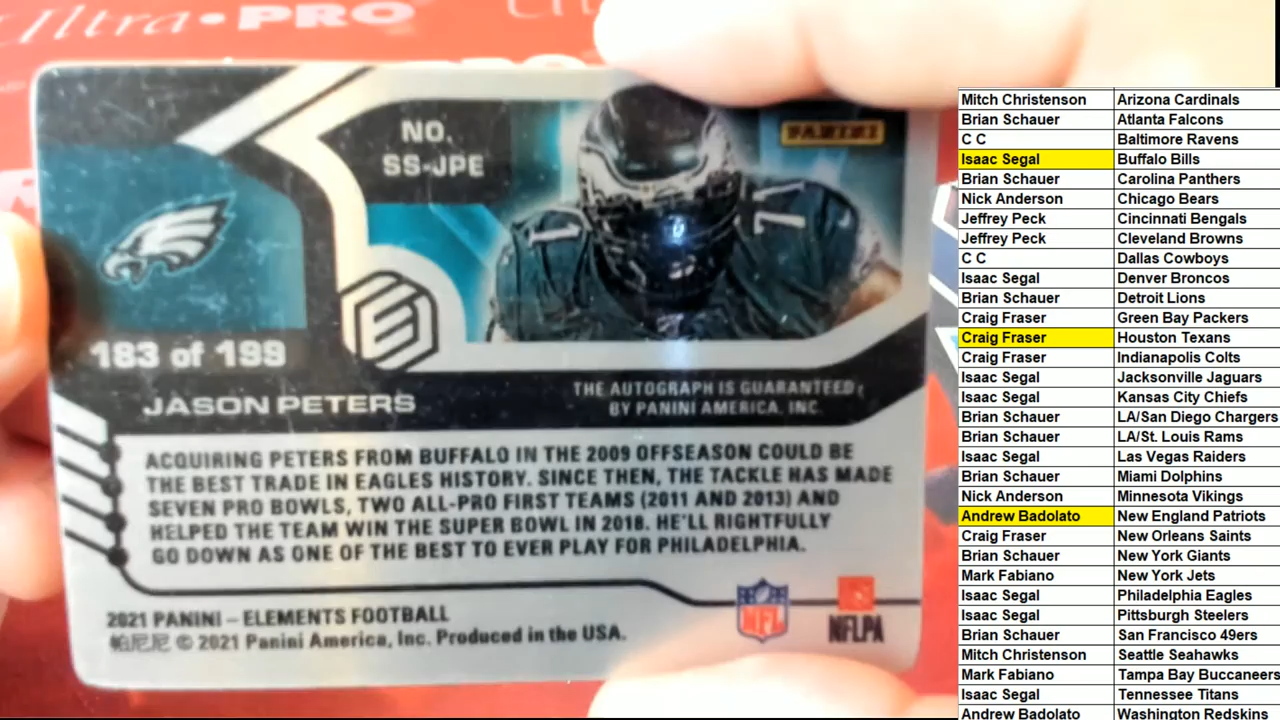 Ultra•PRO
NO.
SS-JPE
PANINI
71
183 of 199
JASON PETERS
THE AUTOGRAPH IS GUARANTEED
BY PANINI AMERICA, INC.
ACQUIRING PETERS FROM BUFFALO IN THE 2009 OFFSEASON COULD BE
THE BEST TRADE IN EAGLES HISTORY. SINCE THEN, THE TACKLE HAS MADE
SEVEN PRO BOWLS, TWO ALL-PRO FIRST TEAMS (2011 AND 2013) AND
HELPED THE TEAM WIN THE SUPER BOWL IN 2018. HE'LL RIGHTFULLY
GO DOWN AS ONE OF THE BEST TO EVER PLAY FOR PHILADELPHIA.
2021 PANINI – ELEMENTS FOOTBALL
帕尼尼 © 2021 Panini America, Inc. Produced in the USA.
NFL
NFLPA
Mitch Christenson Arizona Cardinals
Brian Schauer Atlanta Falcons
C C Baltimore Ravens
Isaac Segal Buffalo Bills
Brian Schauer Carolina Panthers
Nick Anderson Chicago Bears
Jeffrey Peck Cincinnati Bengals
Jeffrey Peck Cleveland Browns
C C Dallas Cowboys
Isaac Segal Denver Broncos
Brian Schauer Detroit Lions
Craig Fraser Green Bay Packers
Craig Fraser Houston Texans
Craig Fraser Indianapolis Colts
Isaac Segal Jacksonville Jaguars
Isaac Segal Kansas City Chiefs
Brian Schauer LA/San Diego Chargers
Brian Schauer LA/St. Louis Rams
Isaac Segal Las Vegas Raiders
Brian Schauer Miami Dolphins
Nick Anderson Minnesota Vikings
Andrew Badolato New England Patriots
Craig Fraser New Orleans Saints
Brian Schauer New York Giants
Mark Fabiano New York Jets
Isaac Segal Philadelphia Eagles
Isaac Segal Pittsburgh Steelers
Brian Schauer San Francisco 49ers
Mitch Christenson Seattle Seahawks
Mark Fabiano Tampa Bay Buccaneers
Isaac Segal Tennessee Titans
Andrew Badolato Washington Redskins